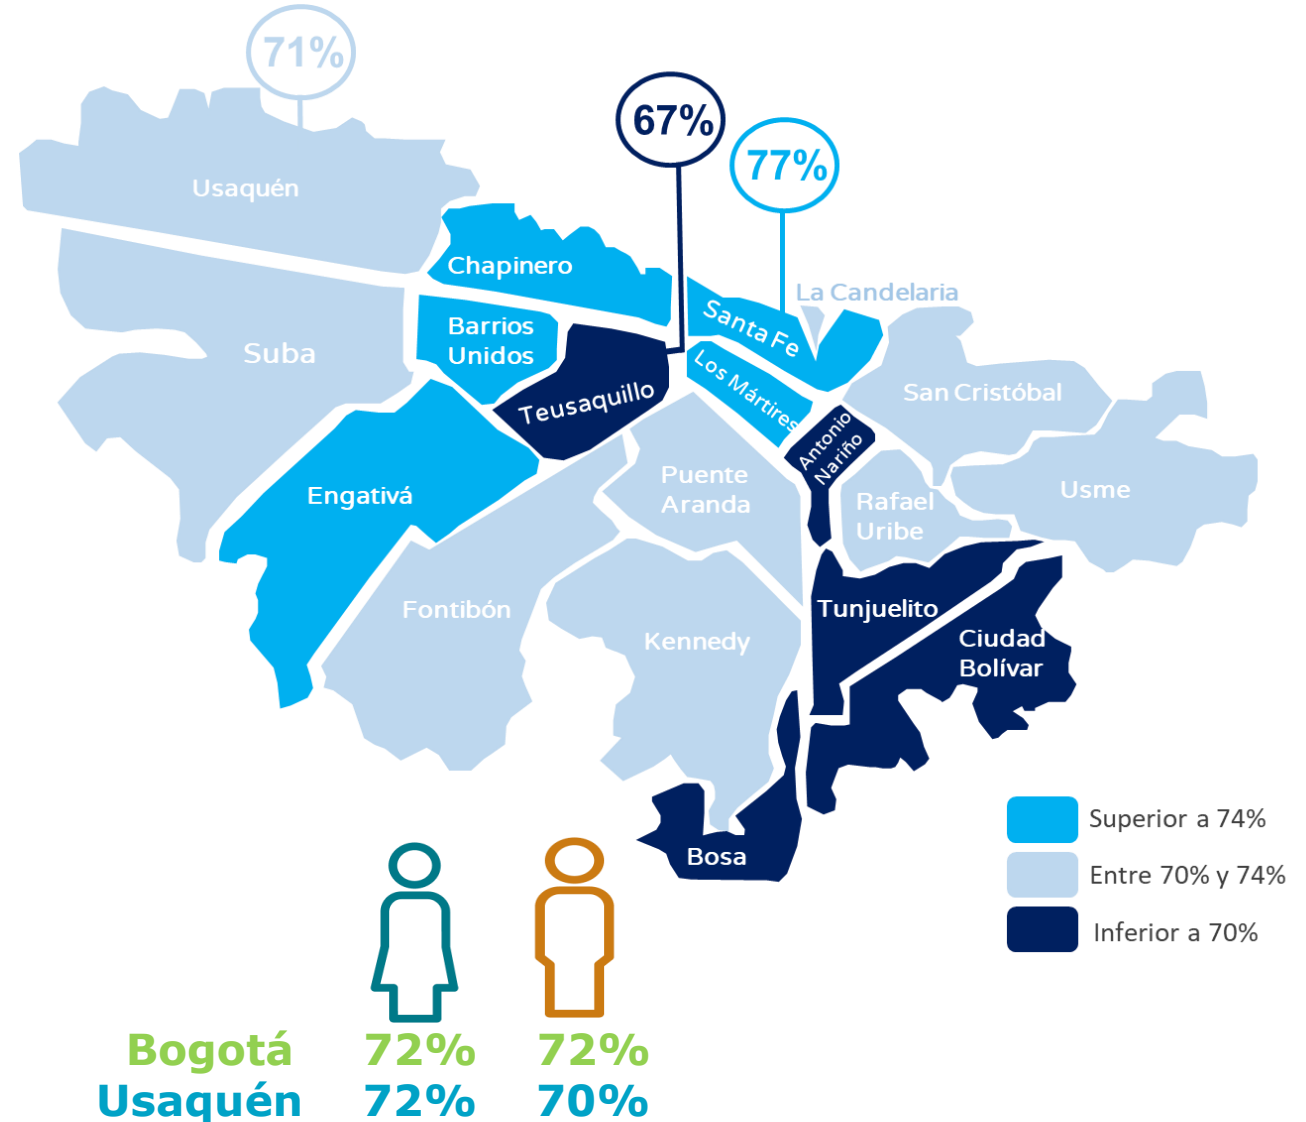 71%
67%
77%
Usaquén
Chapinero
La Candelaria
Santa Fe
Barrios
Unidos
Suba
Los Mártires
Teusaquillo
San Cristóbal
Antonio
Nariño
Puente
Aranda
Engativá
Rafael
Uribe
Usme
Fontibón
Tunjuelito
Kennedy
Ciudad
Bolívar
Bosa
Superior a 74%
Entre 70% y 74%
Inferior a 70%
Bogotá 72% 72%
Usaquén 72% 70%